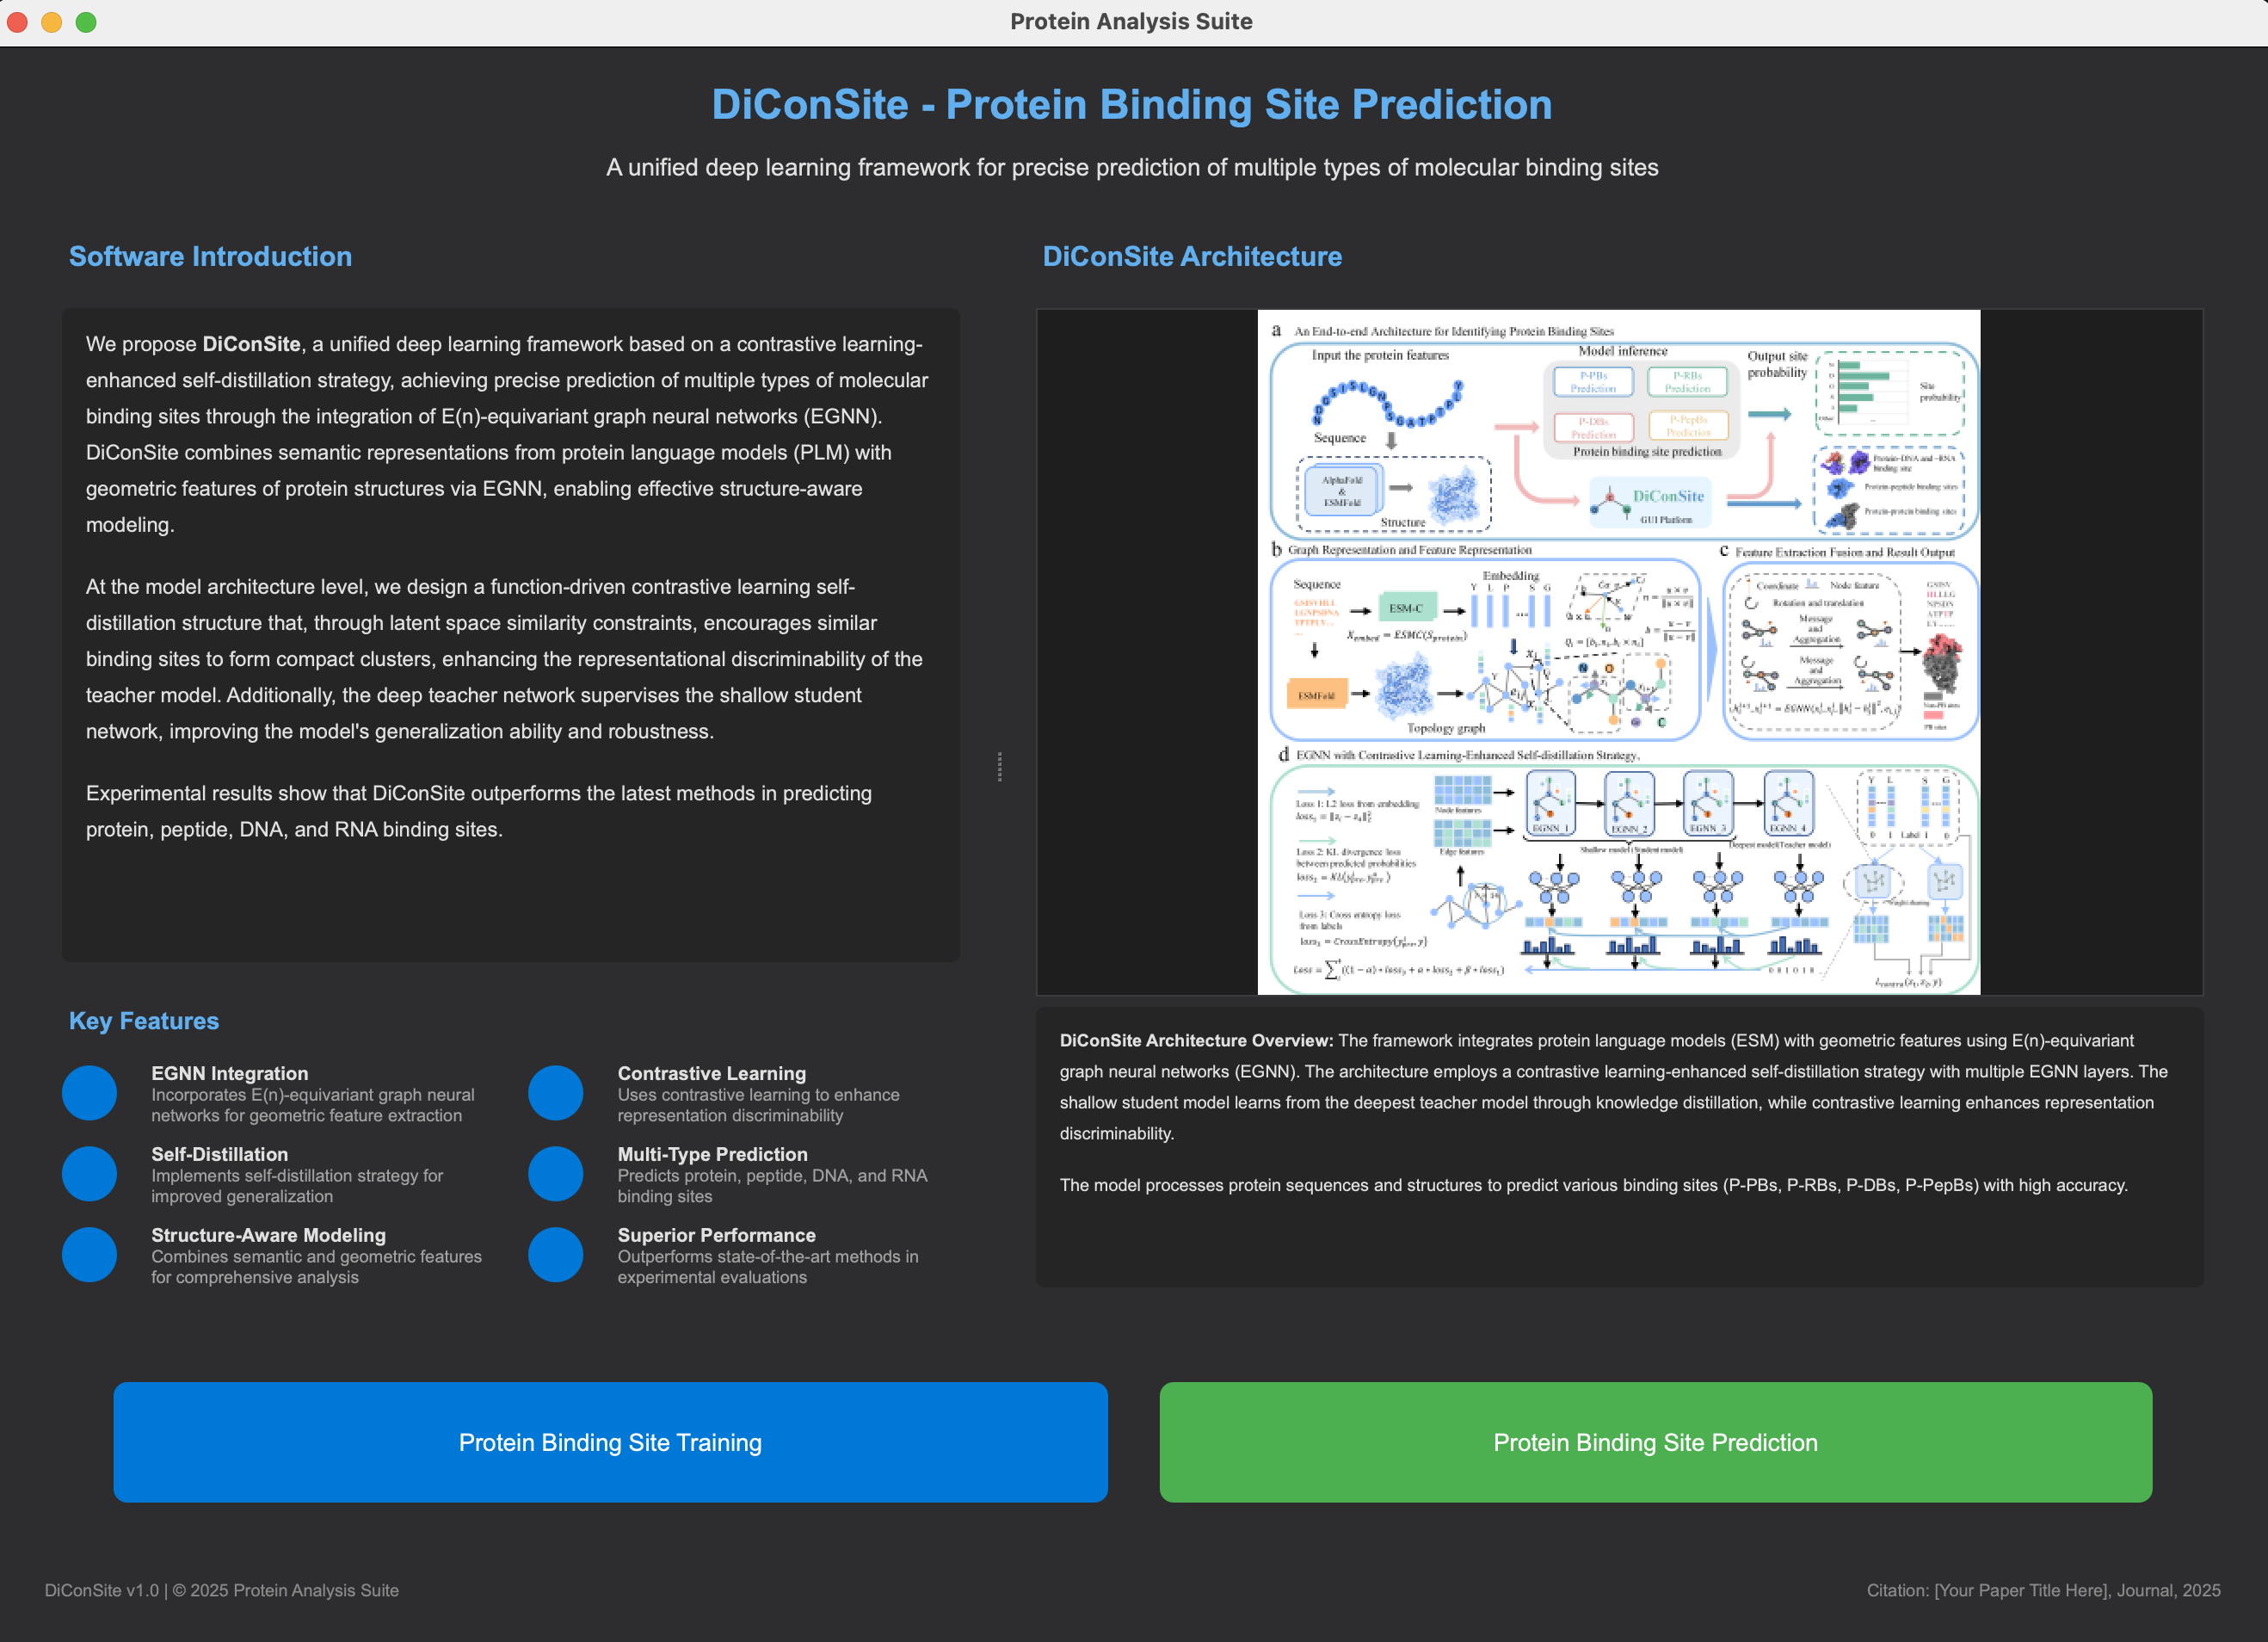 Protein Analysis Suite
DiConSite - Protein Binding Site Prediction
A unified deep learning framework for precise prediction of multiple types of molecular binding sites
Software Introduction
We propose DiConSite, a unified deep learning framework based on a contrastive learning-
enhanced self-distillation strategy, achieving precise prediction of multiple types of molecular
binding sites through the integration of E(n)-equivariant graph neural networks (EGNN).
DiConSite combines semantic representations from protein language models (PLM) with
geometric features of protein structures via EGNN, enabling effective structure-aware
modeling.
At the model architecture level, we design a function-driven contrastive learning self-
distillation structure that, through latent space similarity constraints, encourages similar
binding sites to form compact clusters, enhancing the representational discriminability of the
teacher model. Additionally, the deep teacher network supervises the shallow student
network, improving the model's generalization ability and robustness.
Experimental results show that DiConSite outperforms the latest methods in predicting
protein, peptide, DNA, and RNA binding sites.
Key Features
EGNN Integration
Incorporates E(n)-equivariant graph neural
networks for geometric feature extraction
Contrastive Learning
Uses contrastive learning to enhance
representation discriminability
Self-Distillation
Implements self-distillation strategy for
improved generalization
Multi-Type Prediction
Predicts protein, peptide, DNA, and RNA
binding sites
Structure-Aware Modeling
Combines semantic and geometric features
for comprehensive analysis
Superior Performance
Outperforms state-of-the-art methods in
experimental evaluations
DiConSite Architecture
a An End-to-end Architecture for Identifying Protein Binding Sites
Input the protein features
Model inference
Output site
probability
P-PBs
Prediction
P-RBs
Prediction
P-DBs
Prediction
P-PepBs
Prediction
Protein binding site prediction
Site
probability
Sequence
AlphaFold
&
ESMFold
Structure
DiConSite
GUI Platform
Protein-DNA and -RNA
binding site
Protein-peptide binding sites
Protein-protein binding sites
b Graph Representation and Feature Representation
Sequence
ESM-C
Embedding
Y L P ... S G
ESMFold
Topology graph
c Feature Extraction Fusion and Result Output
Coordinate
Node feature
Rotation and translation
Message
and
Aggregation
Message
and
Aggregation
GSISV
HLLLG
NPSDN
ATPTP
LY......
PB sites
d EGNN with Contrastive Learning-Enhanced Self-distillation Strategy,
Loss 1: L2 loss from embedding
Loss 2: KL divergence loss
between predicted probabilities
Loss 3: Cross entropy loss
from labels
Node features
Edge features
EGNN_1
EGNN_2
EGNN_3
EGNN_4
Shallow model (Student model)
Deepest model(Teacher model)
Y L S G
0 1 Label 1 0
Weight sharing
DiConSite Architecture Overview: The framework integrates protein language models (ESM) with geometric features using E(n)-equivariant
graph neural networks (EGNN). The architecture employs a contrastive learning-enhanced self-distillation strategy with multiple EGNN layers. The
shallow student model learns from the deepest teacher model through knowledge distillation, while contrastive learning enhances representation
discriminability.
The model processes protein sequences and structures to predict various binding sites (P-PBs, P-RBs, P-DBs, P-PepBs) with high accuracy.
Protein Binding Site Training
Protein Binding Site Prediction
DiConSite v1.0 | © 2025 Protein Analysis Suite
Citation: [Your Paper Title Here], Journal, 2025